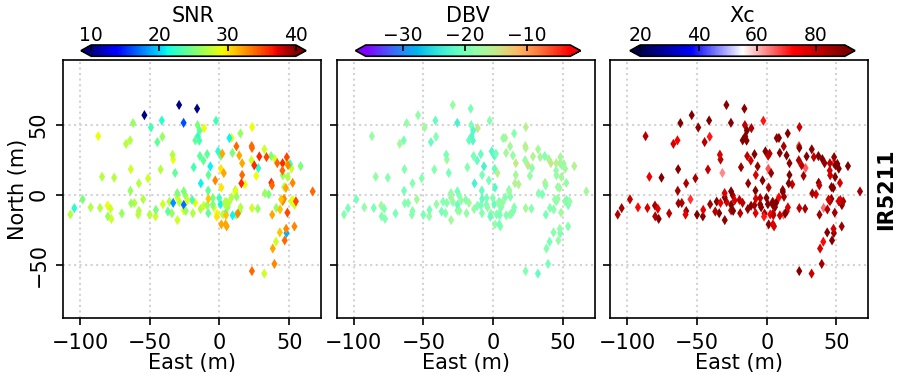 SNR DBV Xc
10 20 30 40 −30 −20 −10 20 40 60 80
North (m)
50
0
−50
−100 −50 0 50 −100 −50 0 50 −100 −50 0 50
East (m) East (m) East (m)
IR5211